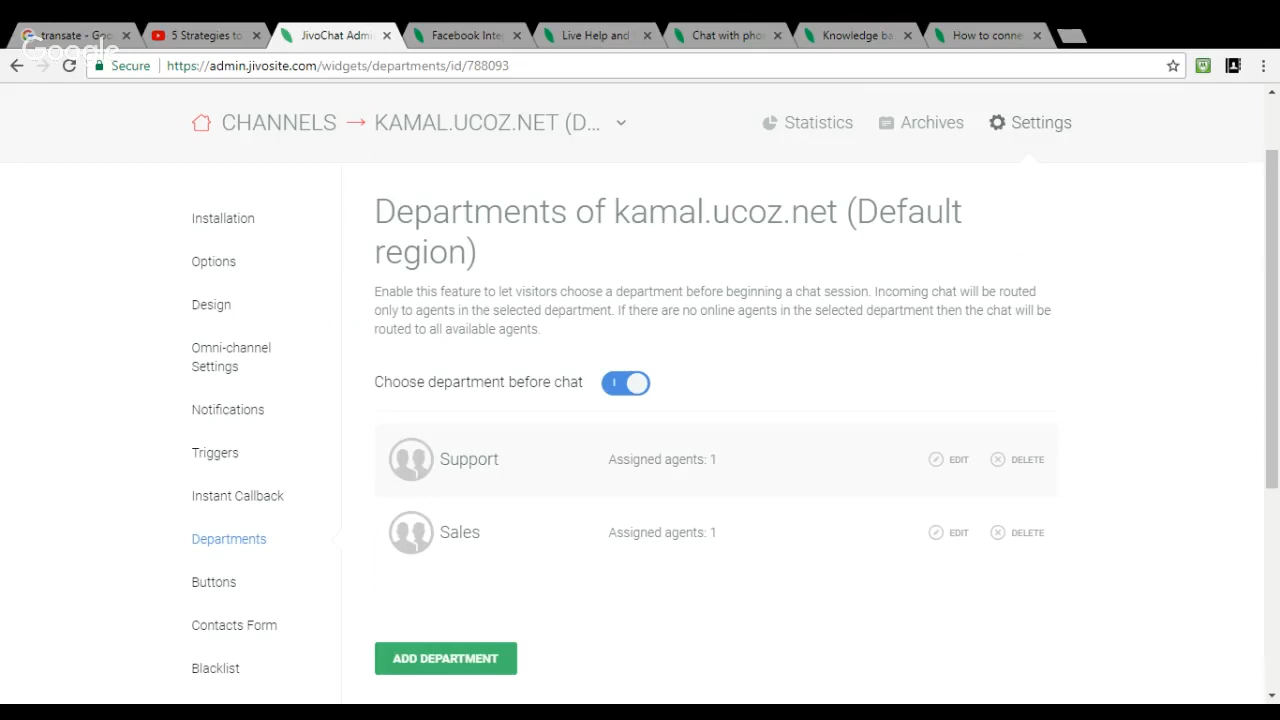 transate - Go
5 Strategies to
JivoChat Admi
Facebook Inte
Live Help and
Chat with pho
Knowledge ba
How to conne
Google
Secure
https://admin.jivosite.com/widgets/departments/id/788093
CHANNELS → KAMAL.UCOZ.NET (D...
Statistics
Archives
Settings
Installation
Options
Design
Omni-channel
Settings
Notifications
Triggers
Instant Callback
Departments
Buttons
Contacts Form
Blacklist
Departments of kamal.ucoz.net (Default
region)
Enable this feature to let visitors choose a department before beginning a chat session. Incoming chat will be routed
only to agents in the selected department. If there are no online agents in the selected department then the chat will be
routed to all available agents.
Choose department before chat
Support
Assigned agents: 1
EDIT
DELETE
Sales
Assigned agents: 1
EDIT
DELETE
ADD DEPARTMENT